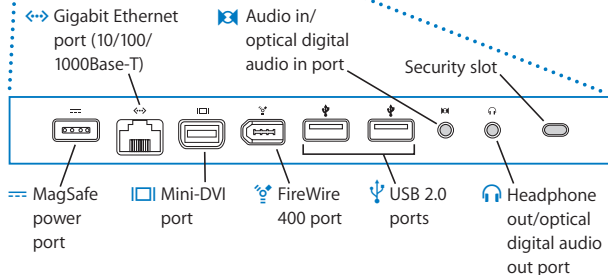 Gigabit Ethernet
port (10/100/
1000Base-T)
Audio in/
optical digital
audio in port
Security slot
MagSafe
power
port
Mini-DVI
port
FireWire
400 port
USB 2.0
ports
Headphone
out/optical
digital audio
out port